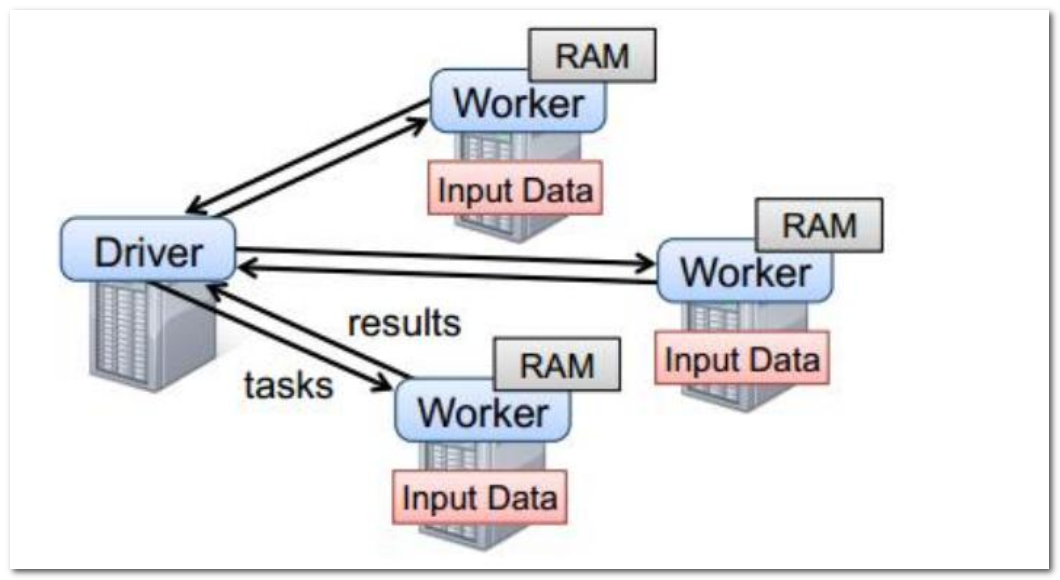 RAM
Worker
Input Data
RAM
Driver
Worker
results
Input Data
RAM
tasks
Worker
Input Data